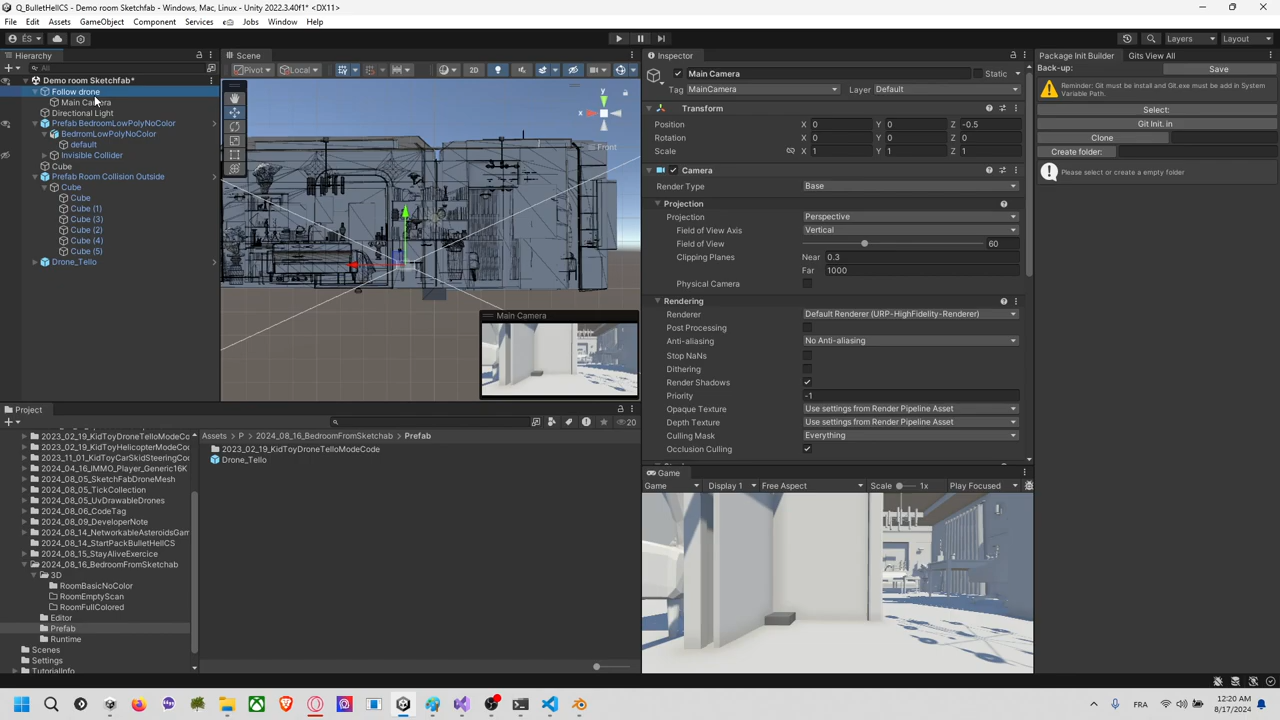 Q_BulletHellCS - Demo room Sketchfab - Windows, Mac, Linux - Unity 2022.3.40f1* <DX11>
File Edit Assets GameObject Component Services Jobs Window Help
ÉS Layers Layout
Hierarchy
All
Demo room Sketchfab*
Follow drone
Main Camera
Directional Light
Prefab BedroomLowPolyNoColor
BedrromLowPolyNoColor
default
Invisible Collider
Cube
Prefab Room Collision Outside
Cube
Cube
Cube (1)
Cube (3)
Cube (2)
Cube (4)
Cube (5)
Drone_Tello
Scene
Pivot Local 2D
y
x
Front
Main Camera
Inspector
Main Camera Static
Tag MainCamera Layer Default
Transform
Position X 0 Y 0 Z -0.5
Rotation X 0 Y 0 Z 0
Scale X 1 Y 1 Z 1
Camera
Render Type Base
Projection
Projection Perspective
Field of View Axis Vertical
Field of View 60
Clipping Planes Near 0.3
Far 1000
Physical Camera
Rendering
Renderer Default Renderer (URP-HighFidelity-Renderer)
Post Processing
Anti-aliasing No Anti-aliasing
Stop NaNs
Dithering
Render Shadows
Priority -1
Opaque Texture Use settings from Render Pipeline Asset
Depth Texture Use settings from Render Pipeline Asset
Culling Mask Everything
Occlusion Culling
Package Init Builder Gits View All
Back-up: Save
Reminder: Git must be install and Git.exe must be add in System
Variable Path.
Select:
Git Init. in
Clone
Create folder:
Please select or create a empty folder
Project
20
2023_02_19_KidToyDroneTelloModeCo
2023_02_19_KidToyHelicopterModeCod
2023_11_01_KidToyCarSkidSteeringCod
2024_04_16_IMMO_Player_Generic16K
2024_08_05_SketchFabDroneMesh
2024_08_05_TickCollection
2024_08_05_UvDrawableDrones
2024_08_06_CodeTag
2024_08_09_DeveloperNote
2024_08_14_NetworkableAsteroidsGam
2024_08_14_StartPackBulletHellCS
2024_08_15_StayAliveExercice
2024_08_16_BedroomFromSketchab
3D
RoomBasicNoColor
RoomEmptyScan
RoomFullColored
Editor
Prefab
Runtime
Scenes
Settings
TutorialInfo
Assets > P > 2024_08_16_BedroomFromSketchab > Prefab
2023_02_19_KidToyDroneTelloModeCode
Drone_Tello
Game
Game Display 1 Free Aspect Scale 1x Play Focused
FRA 12:20 AM
8/17/2024